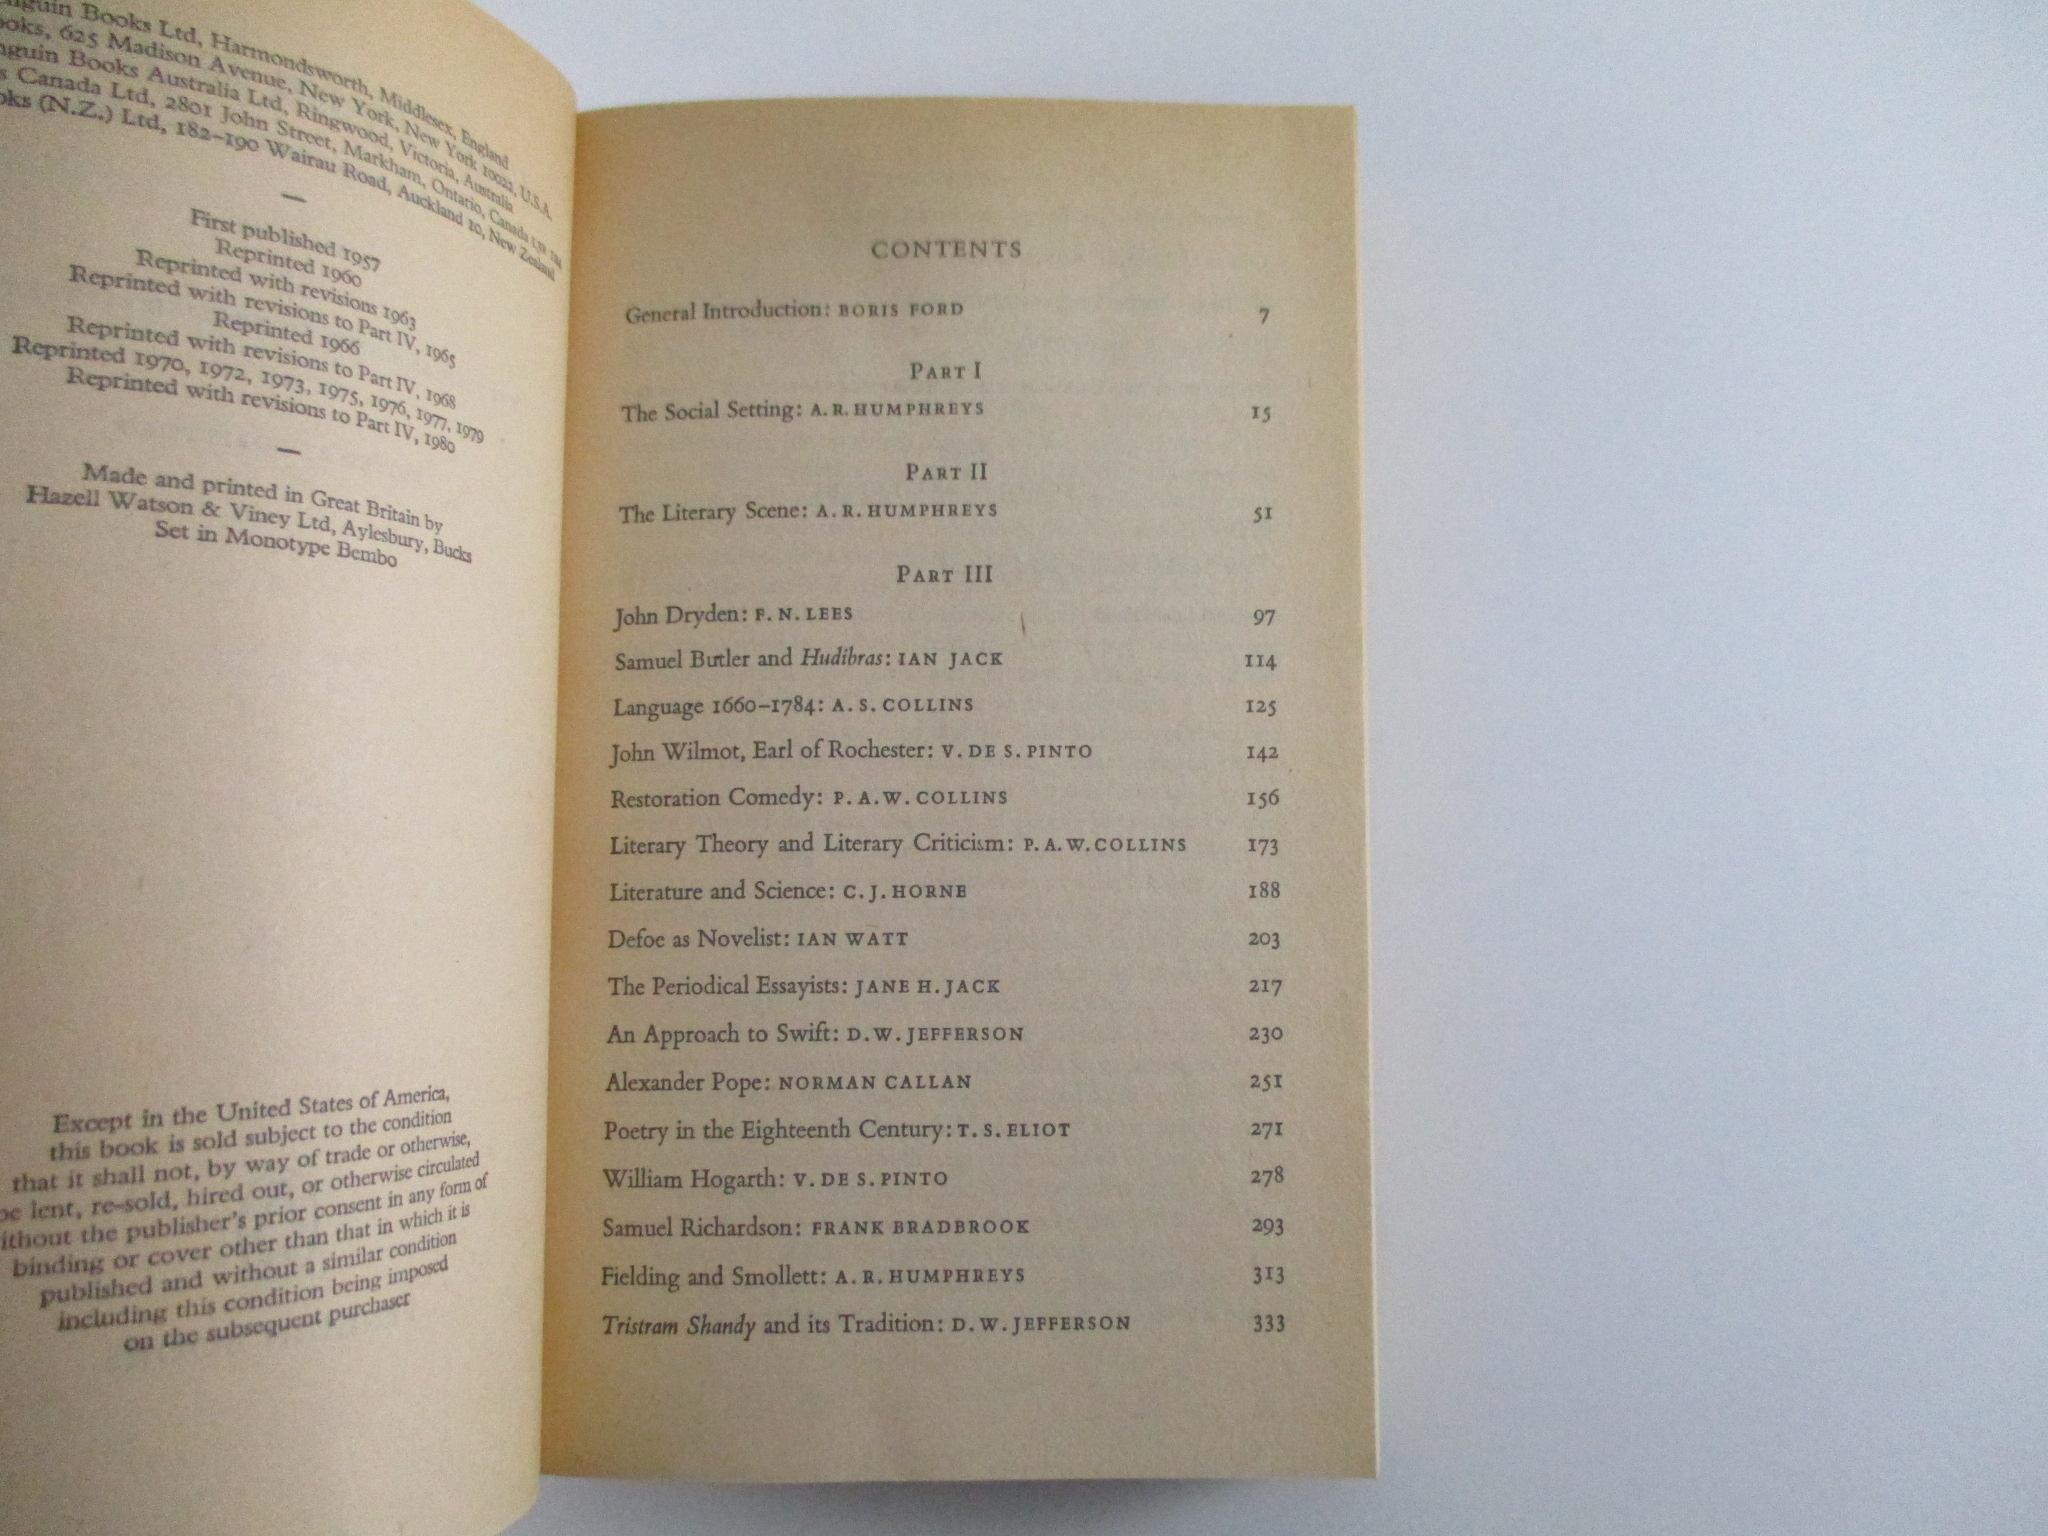 nguin Books Ltd, Harmondsworth, Middlesex, England
ooks, 625 Madison Avenue, New York, New York 10022, U.S.A.
nguin Books Australia Ltd, Ringwood, Victoria, Australia
s Canada Ltd, 2801 John Street, Markham, Ontario, Canada
oks (N.Z.) Ltd, 182–190 Wairau Road, Auckland 10, New Zealand
—
First published 1957
Reprinted 1960
Reprinted with revisions 1963
Reprinted with revisions to Part IV, 1965
Reprinted 1966
Reprinted with revisions to Part IV, 1968
Reprinted 1970, 1972, 1973, 1975, 1976, 1977, 1979
Reprinted with revisions to Part IV, 1980
—
Made and printed in Great Britain by
Hazell Watson & Viney Ltd, Aylesbury, Bucks
Set in Monotype Bembo
Except in the United States of America,
this book is sold subject to the condition
that it shall not, by way of trade or otherwise,
be lent, re-sold, hired out, or otherwise circulated
ithout the publisher's prior consent in any form of
binding or cover other than that in which it is
published and without a similar condition
including this condition being imposed
on the subsequent purchaser
CONTENTS
General Introduction: BORIS FORD 7
PART I
The Social Setting: A. R. HUMPHREYS 15
PART II
The Literary Scene: A. R. HUMPHREYS 51
PART III
John Dryden: F. N. LEES 97
Samuel Butler and Hudibras: IAN JACK 114
Language 1660–1784: A. S. COLLINS 125
John Wilmot, Earl of Rochester: V. DE S. PINTO 142
Restoration Comedy: P. A. W. COLLINS 156
Literary Theory and Literary Criticism: P. A. W. COLLINS 173
Literature and Science: C. J. HORNE 188
Defoe as Novelist: IAN WATT 203
The Periodical Essayists: JANE H. JACK 217
An Approach to Swift: D. W. JEFFERSON 230
Alexander Pope: NORMAN CALLAN 251
Poetry in the Eighteenth Century: T. S. ELIOT 271
William Hogarth: V. DE S. PINTO 278
Samuel Richardson: FRANK BRADBROOK 293
Fielding and Smollett: A. R. HUMPHREYS 313
Tristram Shandy and its Tradition: D. W. JEFFERSON 333